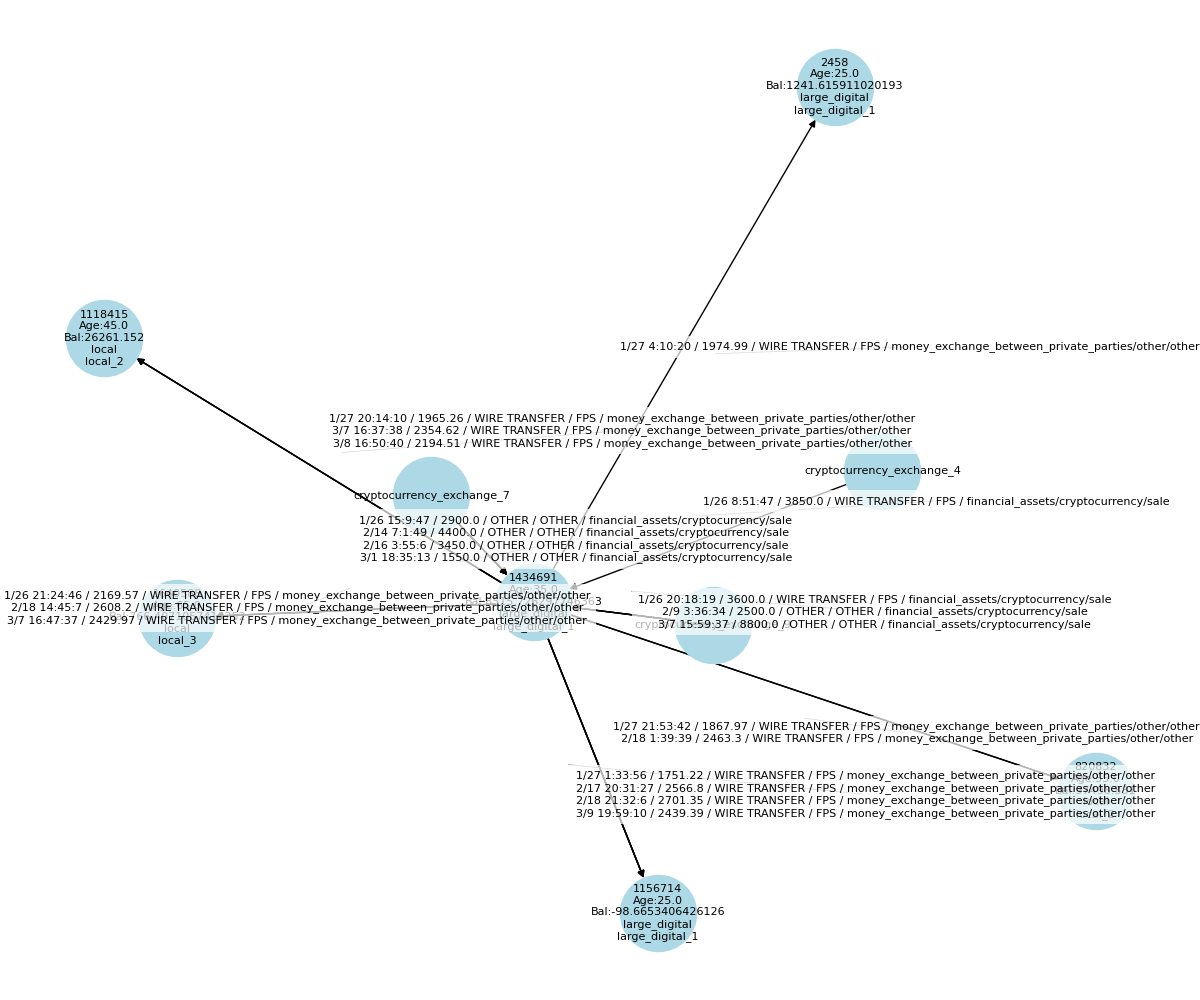 2458
Age:25.0
Bal:1241.615911020193
large_digital
large_digital_1
1118415
Age:45.0
Bal:26261.152
local
local_2
1/27 4:10:20 / 1974.99 / WIRE TRANSFER / FPS / money_exchange_between_private_parties/other/other
1/27 20:14:10 / 1965.26 / WIRE TRANSFER / FPS / money_exchange_between_private_parties/other/other
3/7 16:37:38 / 2354.62 / WIRE TRANSFER / FPS / money_exchange_between_private_parties/other/other
3/8 16:50:40 / 2194.51 / WIRE TRANSFER / FPS / money_exchange_between_private_parties/other/other
cryptocurrency_exchange_4
cryptocurrency_exchange_7
1/26 8:51:47 / 3850.0 / WIRE TRANSFER / FPS / financial_assets/cryptocurrency/sale
1/26 15:9:47 / 2900.0 / OTHER / OTHER / financial_assets/cryptocurrency/sale
2/14 7:1:49 / 4400.0 / OTHER / OTHER / financial_assets/cryptocurrency/sale
2/16 3:55:6 / 3450.0 / OTHER / OTHER / financial_assets/cryptocurrency/sale
3/1 18:35:13 / 1550.0 / OTHER / OTHER / financial_assets/cryptocurrency/sale
1434691
Age:35.0
large_digital
large_digital_1
1/26 21:24:46 / 2169.57 / WIRE TRANSFER / FPS / money_exchange_between_private_parties/other/other
2/18 14:45:7 / 2608.2 / WIRE TRANSFER / FPS / money_exchange_between_private_parties/other/other
3/7 16:47:37 / 2429.97 / WIRE TRANSFER / FPS / money_exchange_between_private_parties/other/other
local
local_3
1/26 20:18:19 / 3600.0 / WIRE TRANSFER / FPS / financial_assets/cryptocurrency/sale
2/9 3:36:34 / 2500.0 / OTHER / OTHER / financial_assets/cryptocurrency/sale
3/7 15:59:37 / 8800.0 / OTHER / OTHER / financial_assets/cryptocurrency/sale
1/27 21:53:42 / 1867.97 / WIRE TRANSFER / FPS / money_exchange_between_private_parties/other/other
2/18 1:39:39 / 2463.3 / WIRE TRANSFER / FPS / money_exchange_between_private_parties/other/other
820832
1/27 1:33:56 / 1751.22 / WIRE TRANSFER / FPS / money_exchange_between_private_parties/other/other
2/17 20:31:27 / 2566.8 / WIRE TRANSFER / FPS / money_exchange_between_private_parties/other/other
2/18 21:32:6 / 2701.35 / WIRE TRANSFER / FPS / money_exchange_between_private_parties/other/other
3/9 19:59:10 / 2439.39 / WIRE TRANSFER / FPS / money_exchange_between_private_parties/other/other
1156714
Age:25.0
Bal:-98.6653406426126
large_digital
large_digital_1